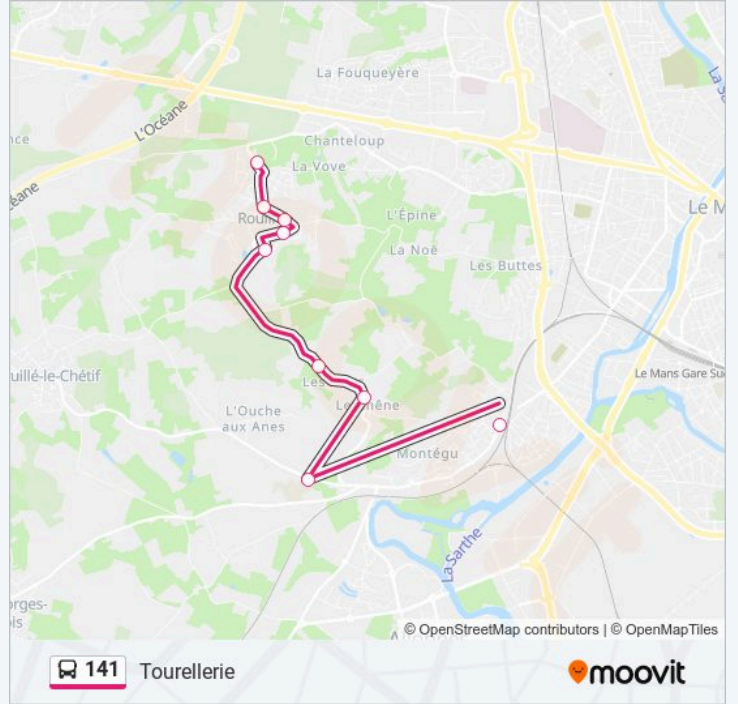 La Fouqueyère
L'Océane
Chanteloup
La Vove
L'Épine
La Noë
Les Buttes
Le M
Le Mans Gare Su
L'Ouche
aux Anes
Montégu
La Sarthe
© OpenStreetMap contributors | © OpenMapTiles
141 Tourellerie
moovit